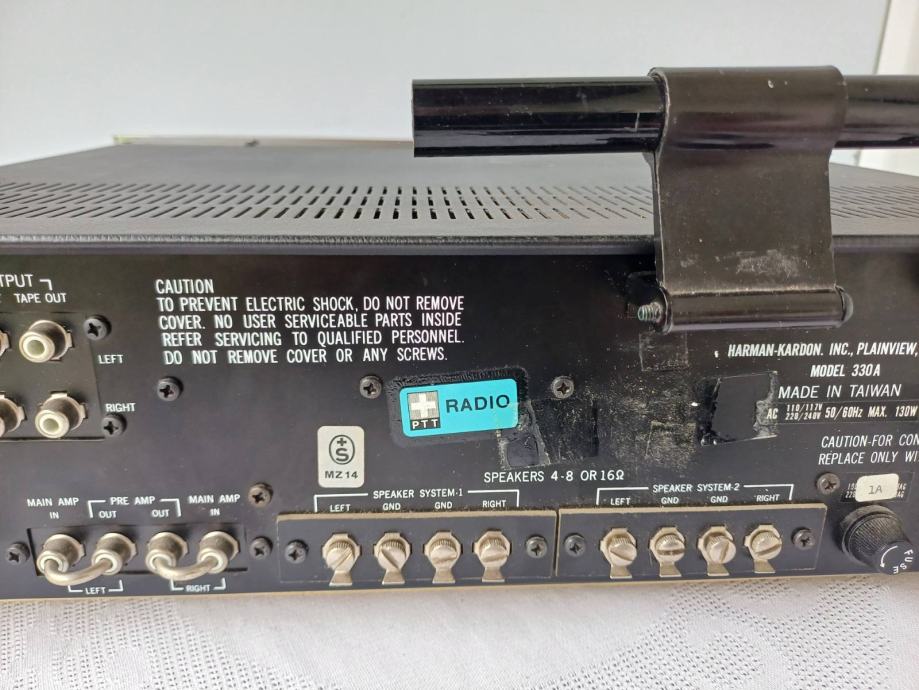 TAPE OUT
LEFT
RIGHT
CAUTION
TO PREVENT ELECTRIC SHOCK, DO NOT REMOVE
COVER. NO USER SERVICEABLE PARTS INSIDE
REFER SERVICING TO QUALIFIED PERSONNEL.
DO NOT REMOVE COVER OR ANY SCREWS.
PTT RADIO
S
MZ 14
HARMAN-KARDON. INC., PLAINVIEW,
MODEL 330A
MADE IN TAIWAN
AC 110/117V 220/240V 50/60Hz MAX. 130W
CAUTION-FOR CON
REPLACE ONLY WI
1A
FUSE
SPEAKERS 4-8 OR 16Ω
SPEAKER SYSTEM-1
LEFT GND GND RIGHT
SPEAKER SYSTEM-2
LEFT GND GND RIGHT
MAIN AMP IN
PRE AMP
OUT OUT
MAIN AMP IN
LEFT
RIGHT